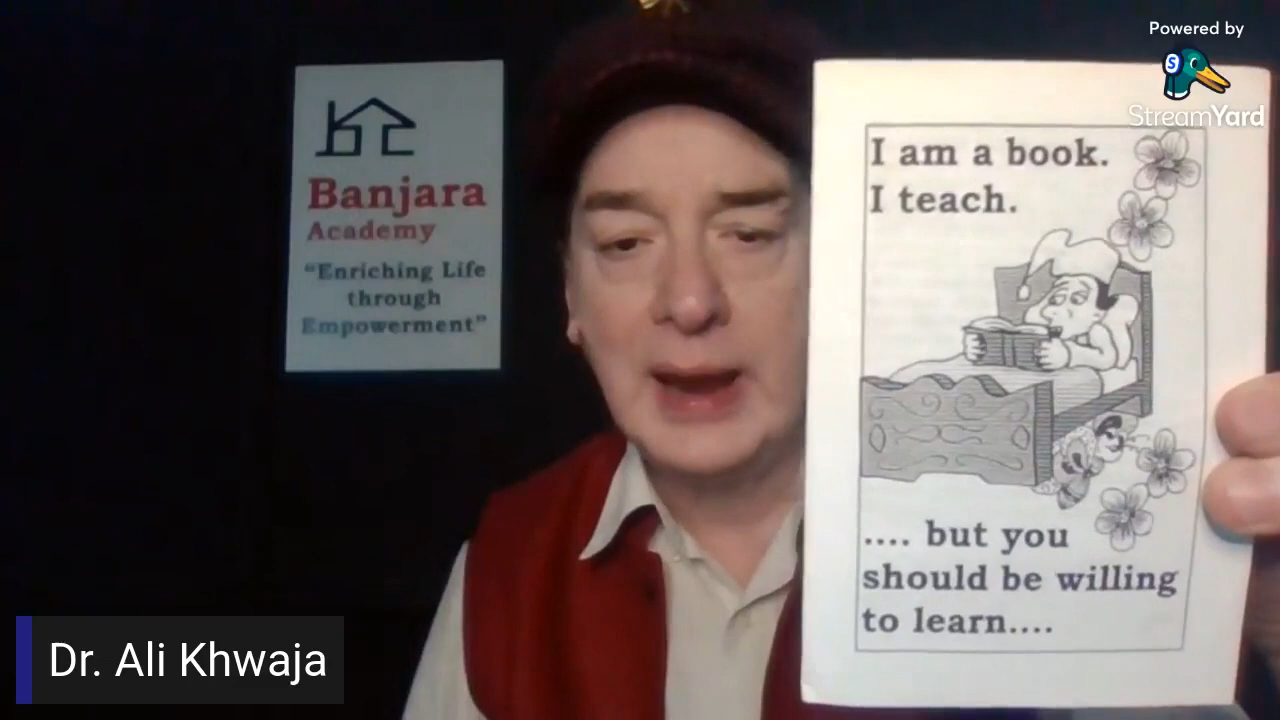 Powered by
StreamYard
Banjara
Academy
“Enriching Life
through
Empowerment”
I am a book.
I teach.
.... but you
should be willing
to learn....
Dr. Ali Khwaja